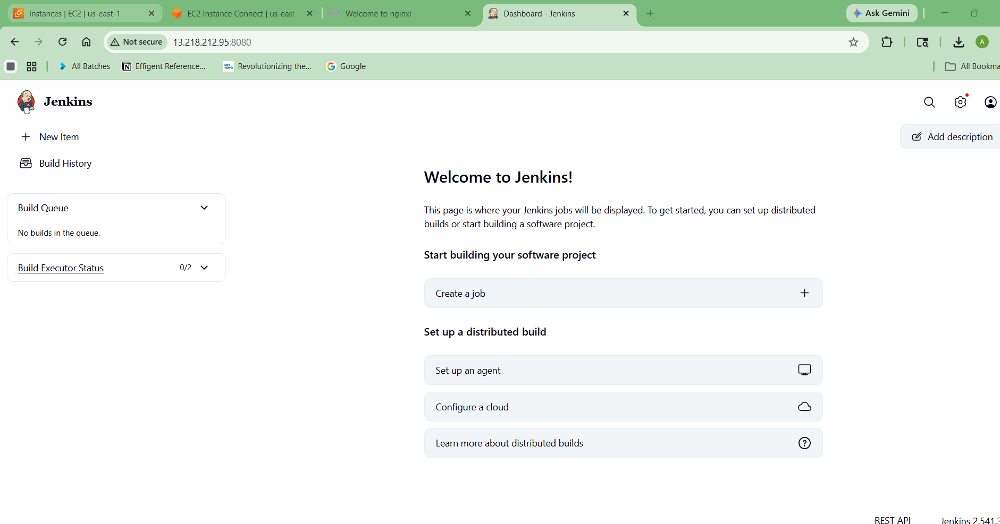 Instances | EC2 | us-east-1
EC2 Instance Connect | us-east-
Welcome to nginx!
Dashboard - Jenkins
Ask Gemini
Not secure
13.218.212.95:8080
A
All Batches
Effigent Reference...
NXT WAVE
Revolutionizing the...
Google
All Bookma
Jenkins
New Item
Add description
Build History
Welcome to Jenkins!
Build Queue
This page is where your Jenkins jobs will be displayed. To get started, you can set up distributed
builds or start building a software project.
No builds in the queue.
Start building your software project
Build Executor Status
0/2
Create a job
Set up a distributed build
Set up an agent
Configure a cloud
Learn more about distributed builds
REST API
Jenkins 2.541.3